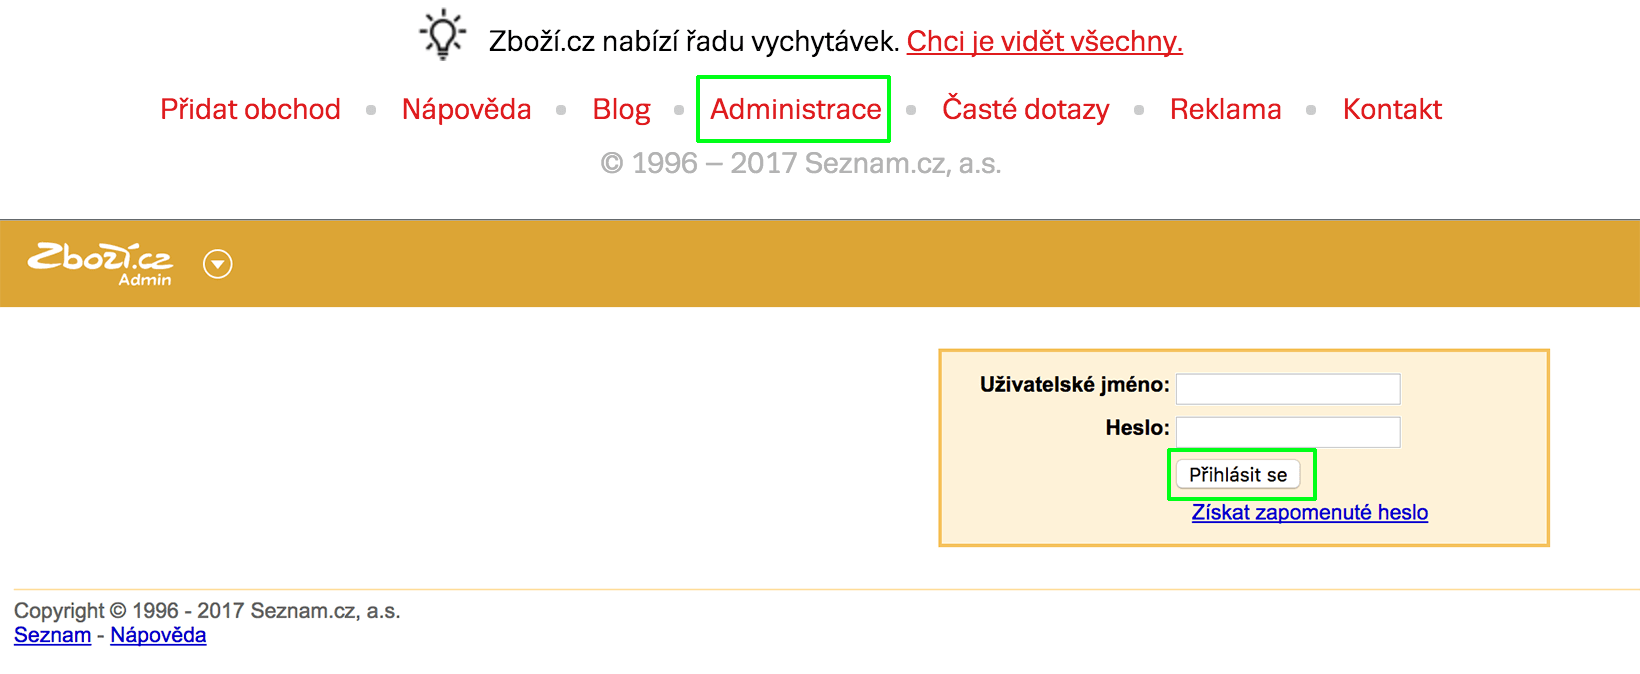 Zboží.cz nabízí řadu vychytávek. Chci je vidět všechny.
Přidat obchod • Nápověda • Blog • Administrace • Časté dotazy • Reklama • Kontakt
© 1996 – 2017 Seznam.cz, a.s.
Zboží.cz
Admin
Uživatelské jméno:
Heslo:
Přihlásit se
Získat zapomenuté heslo
Copyright © 1996 - 2017 Seznam.cz, a.s.
Seznam - Nápověda